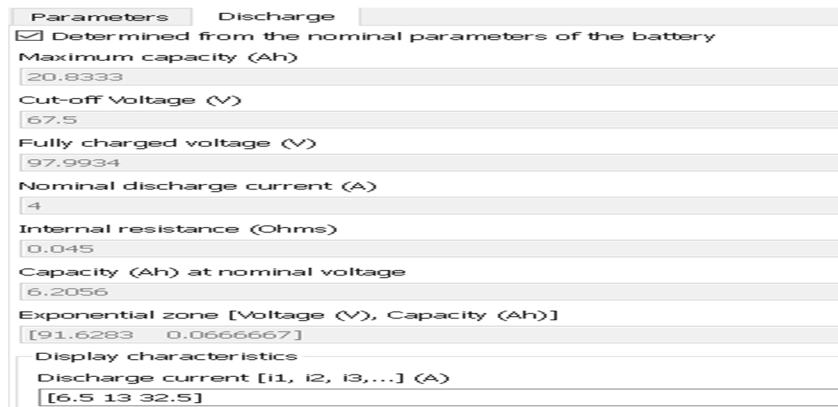 Parameters Discharge
Determined from the nominal parameters of the battery
Maximum capacity (Ah)
20.8333
Cut-off Voltage (V)
67.5
Fully charged voltage (V)
97.9934
Nominal discharge current (A)
4
Internal resistance (Ohms)
0.045
Capacity (Ah) at nominal voltage
6.2056
Exponential zone [Voltage (V), Capacity (Ah)]
[91.6283 0.0666667]
Display characteristics
Discharge current [i1, i2, i3,...] (A)
[6.5 13 32.5]